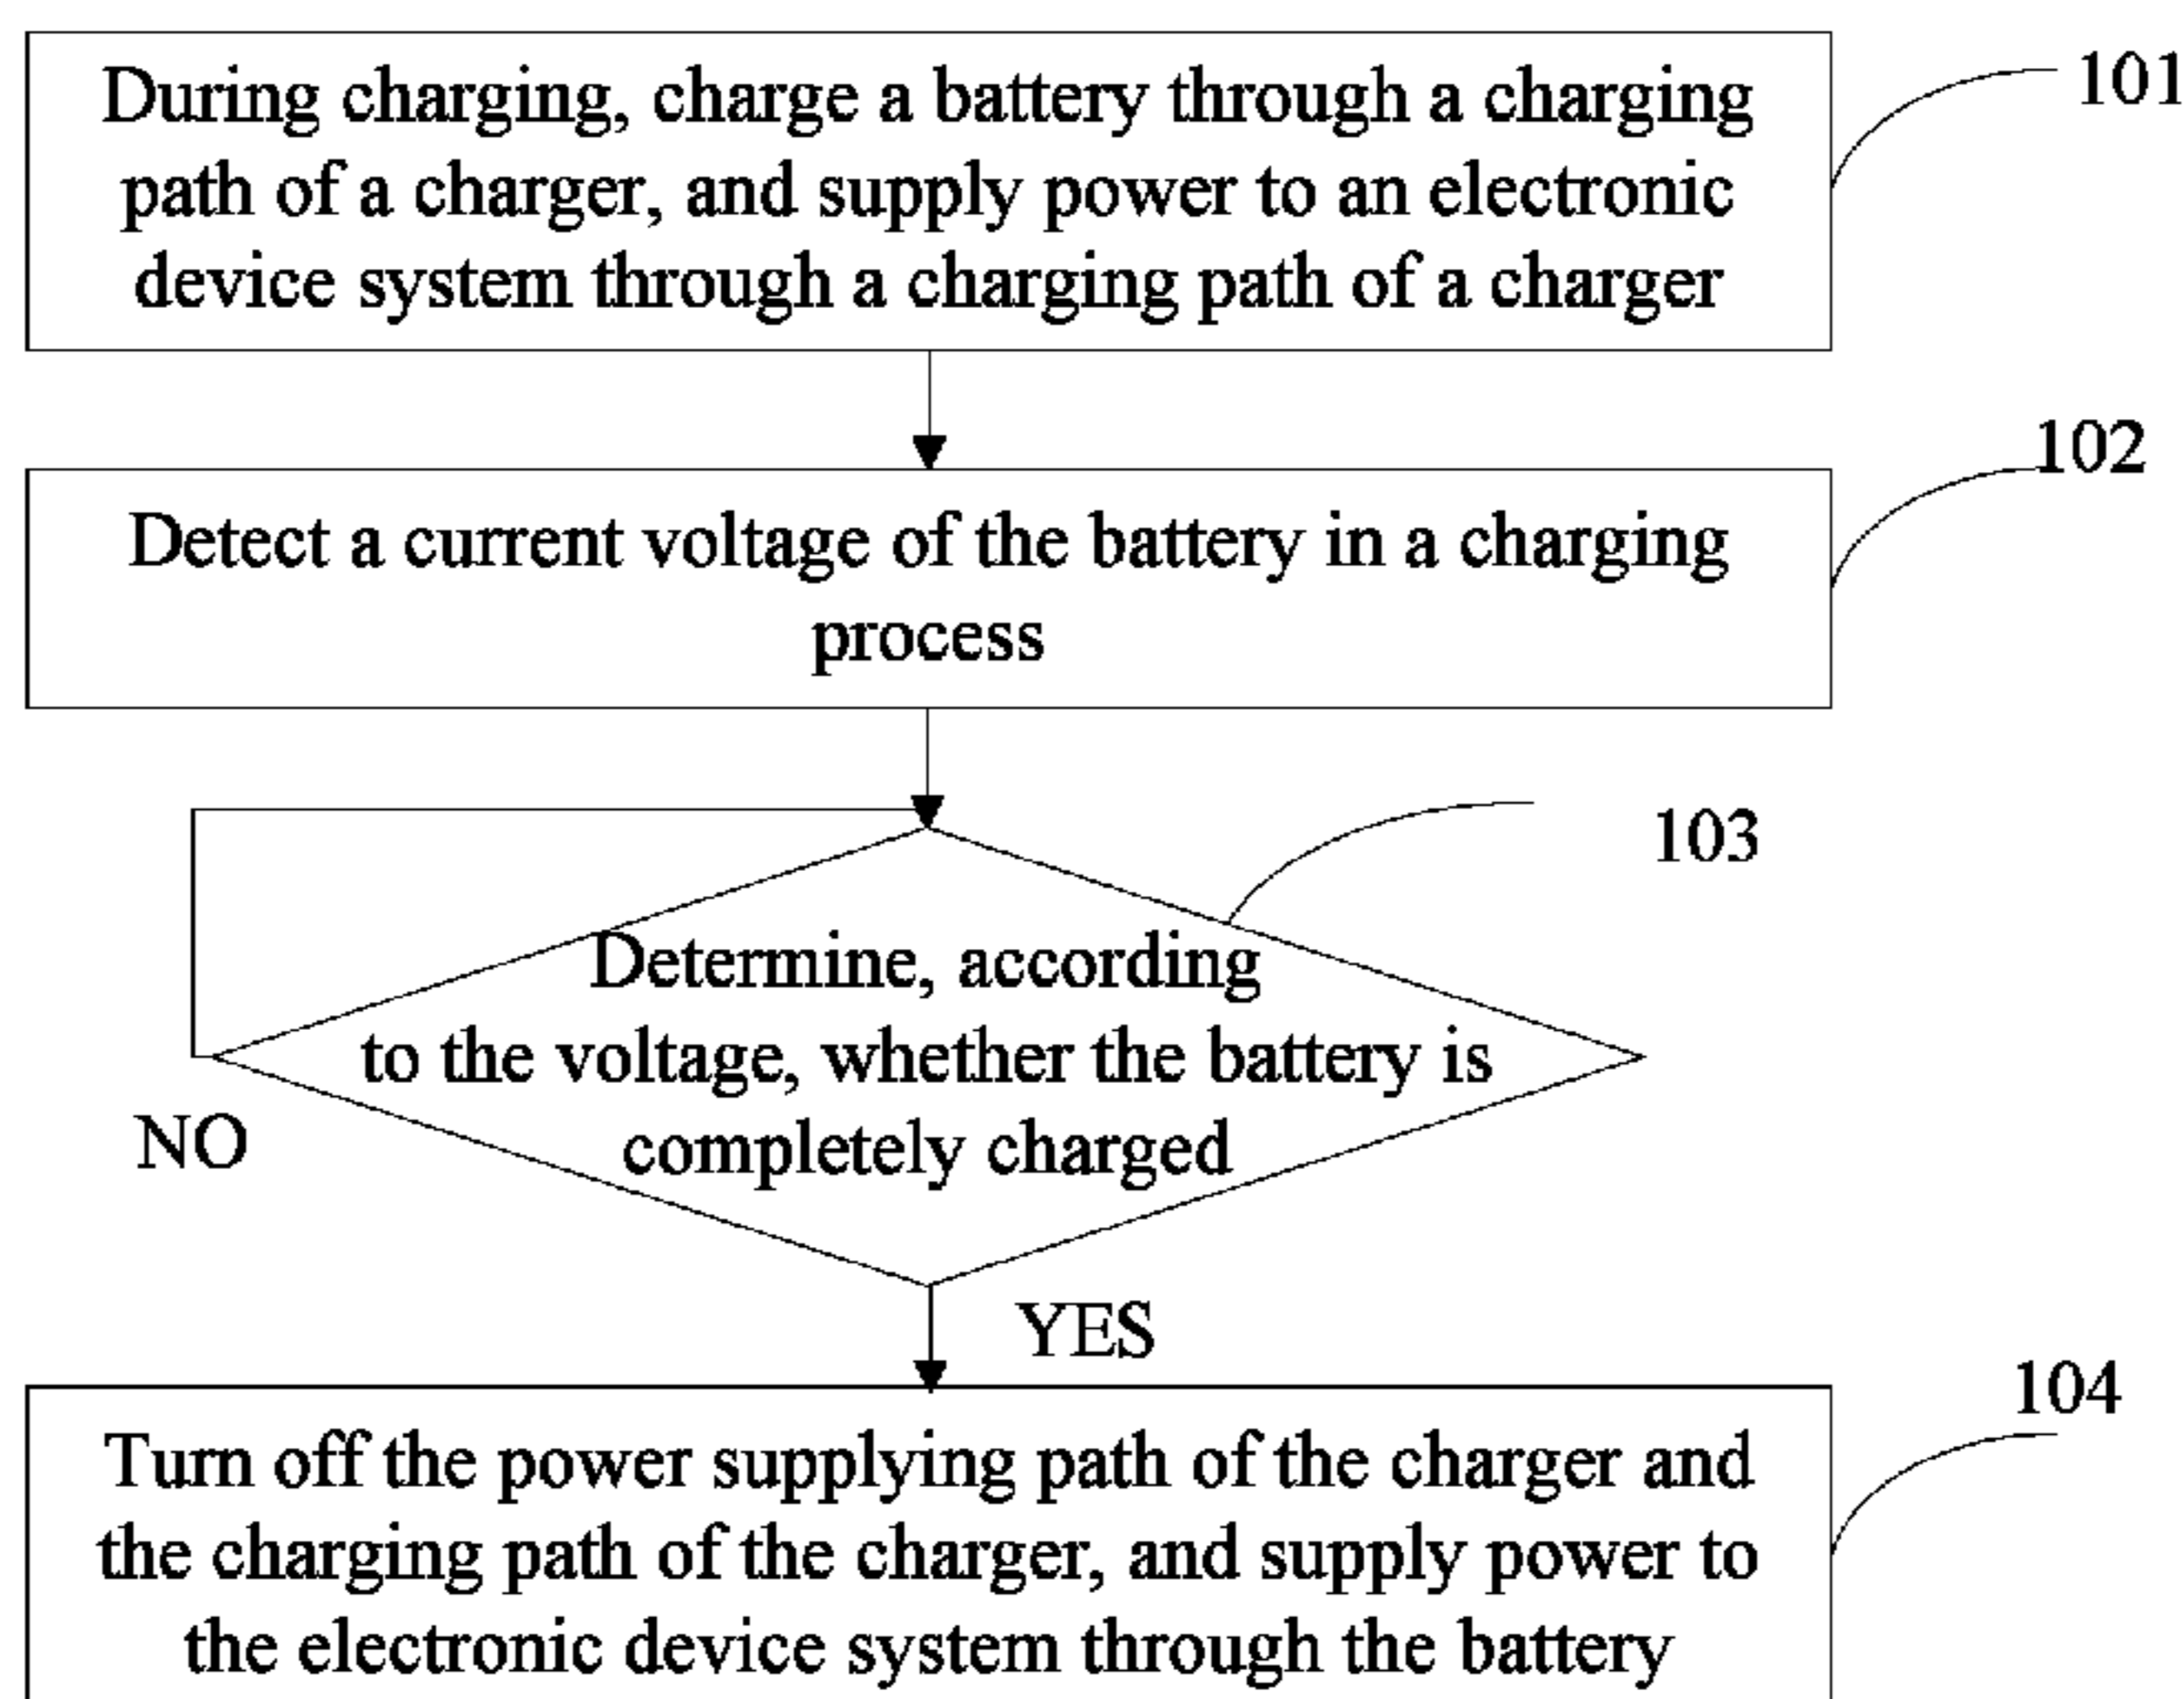 During charging, charge a battery through a charging
path of a charger, and supply power to an electronic
device system through a charging path of a charger
101
102
Detect a current voltage of the battery in a charging
process
103
Determine, according
to the voltage, whether the battery is
completely charged
NO
YES
104
Turn off the power supplying path of the charger and
the charging path of the charger, and supply power to
the electronic device system through the battery